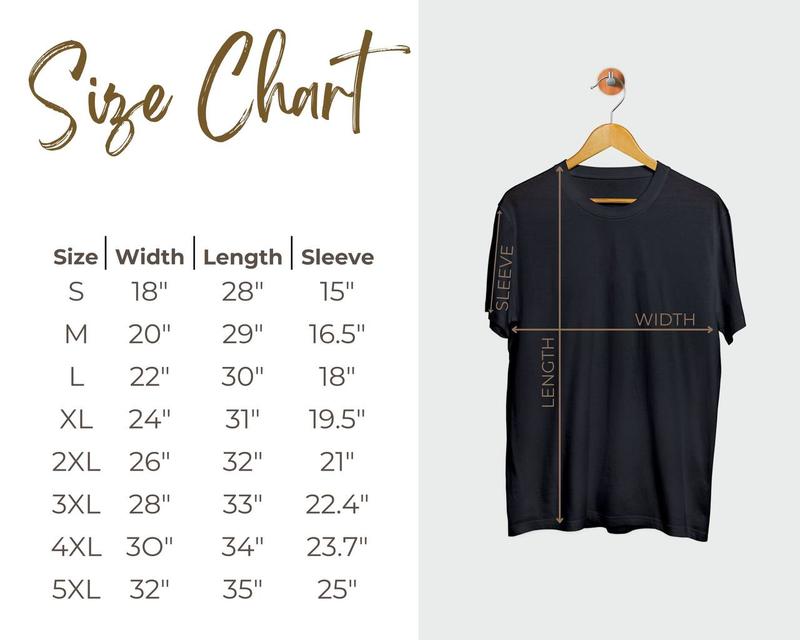 Size Chart
Size | Width | Length | Sleeve
S 18" 28" 15"
M 20" 29" 16.5"
L 22" 30" 18"
XL 24" 31" 19.5"
2XL 26" 32" 21"
3XL 28" 33" 22.4"
4XL 3O" 34" 23.7"
5XL 32" 35" 25"
SLEEVE
WIDTH
LENGTH